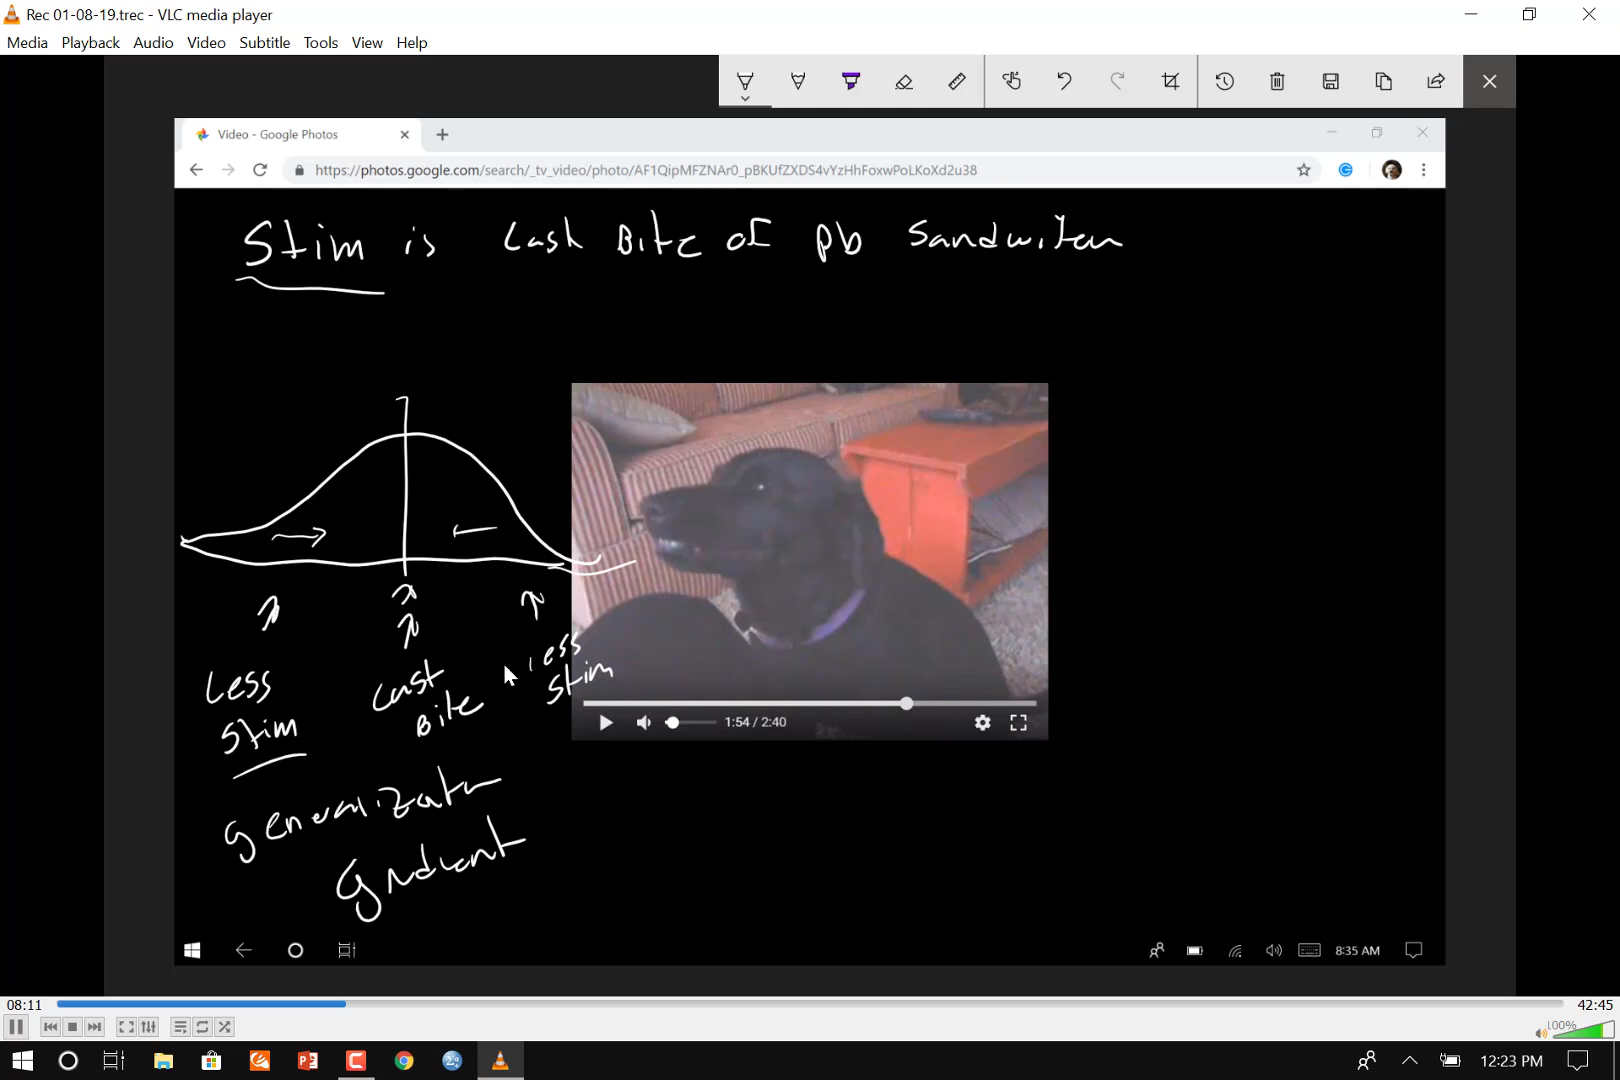 Rec 01-08-19.trec - VLC media player
Media Playback Audio Video Subtitle Tools View Help
Video - Google Photos
https://photos.google.com/search/_tv_video/photo/AF1QipMFZNAr0_pBKUfZXDS4vYzHhFoxwPoLKoXd2u38
Stim is Last Bite of pb Sandwitch
Less Stim
Last Bite
Less Stim
1:54 / 2:40
generalization
Gradient
8:35 AM
08:11
42:45
100%
12:23 PM